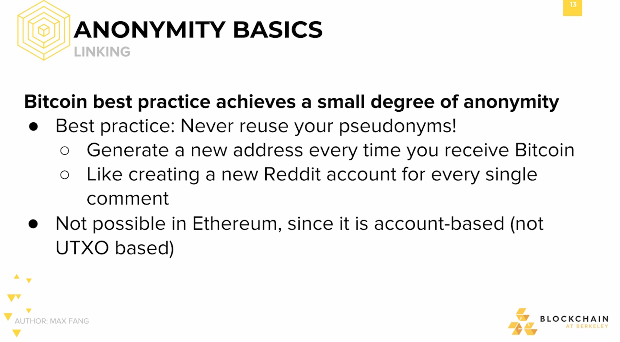 13
ANONYMITY BASICS
LINKING
Bitcoin best practice achieves a small degree of anonymity
● Best practice: Never reuse your pseudonyms!
○ Generate a new address every time you receive Bitcoin
○ Like creating a new Reddit account for every single
comment
● Not possible in Ethereum, since it is account-based (not
UTXO based)
AUTHOR: MAX FANG
BLOCKCHAIN
AT BERKELEY